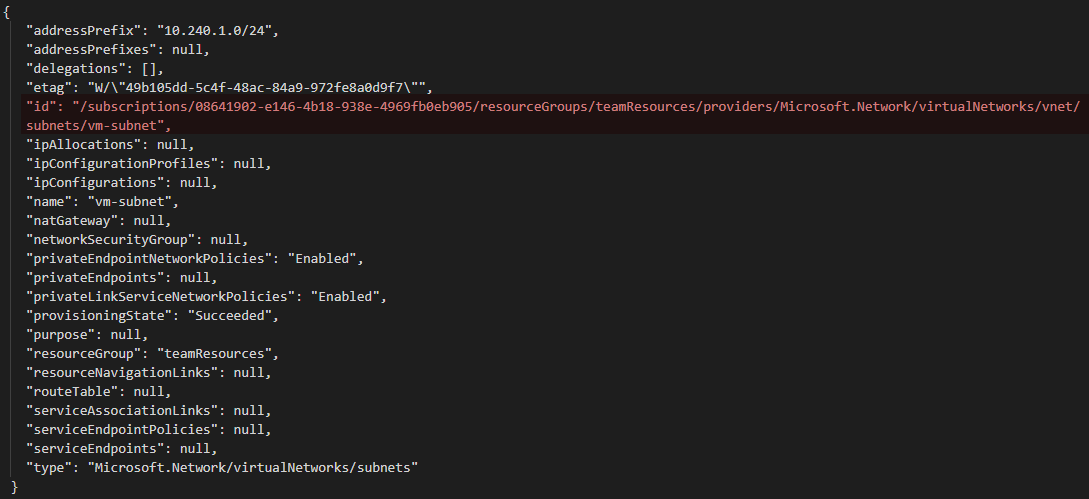 {
"addressPrefix": "10.240.1.0/24",
"addressPrefixes": null,
"delegations": [],
"etag": "W/\"49b105dd-5c4f-48ac-84a9-972fe8a0d9f7\"",
"id": "/subscriptions/08641902-e146-4b18-938e-4969fb0eb905/resourceGroups/teamResources/providers/Microsoft.Network/virtualNetworks/vnet/
subnets/vm-subnet",
"ipAllocations": null,
"ipConfigurationProfiles": null,
"ipConfigurations": null,
"name": "vm-subnet",
"natGateway": null,
"networkSecurityGroup": null,
"privateEndpointNetworkPolicies": "Enabled",
"privateEndpoints": null,
"privateLinkServiceNetworkPolicies": "Enabled",
"provisioningState": "Succeeded",
"purpose": null,
"resourceGroup": "teamResources",
"resourceNavigationLinks": null,
"routeTable": null,
"serviceAssociationLinks": null,
"serviceEndpointPolicies": null,
"serviceEndpoints": null,
"type": "Microsoft.Network/virtualNetworks/subnets"
}